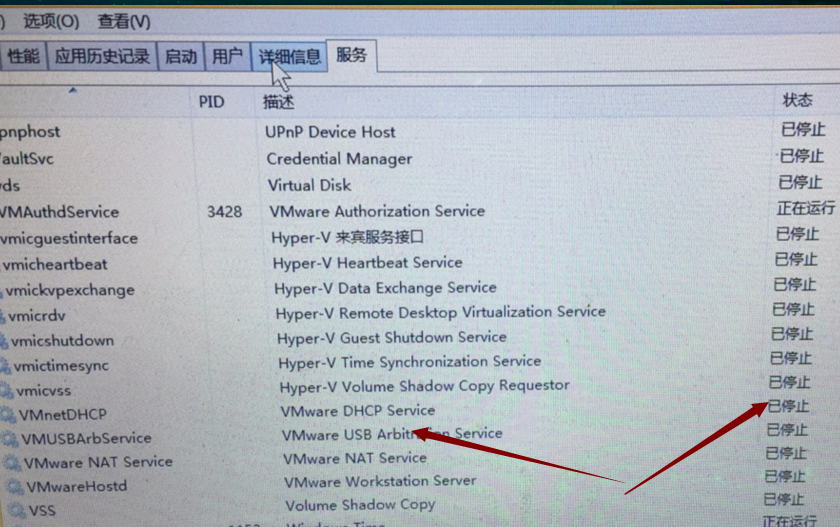 ) 选项(O) 查看(V)
性能 应用历史记录 启动 用户 详细信息 服务
PID 描述 状态
pnphost UPnP Device Host 已停止
aultSvc Credential Manager 已停止
ds Virtual Disk 已停止
VMAuthdService 3428 VMware Authorization Service 正在运行
vmicguestinterface Hyper-V 来宾服务接口 已停止
vmicheartbeat Hyper-V Heartbeat Service 已停止
vmickvpexchange Hyper-V Data Exchange Service 已停止
vmicrdv Hyper-V Remote Desktop Virtualization Service 已停止
vmicshutdown Hyper-V Guest Shutdown Service 已停止
vmictimesync Hyper-V Time Synchronization Service 已停止
vmicvss Hyper-V Volume Shadow Copy Requestor 已停止
VMnetDHCP VMware DHCP Service 已停止
VMUSBArbService VMware USB Arbitration Service 已停止
VMware NAT Service VMware NAT Service 已停止
VMwareHostd VMware Workstation Server 已停止
VSS Volume Shadow Copy 已停止
Windows Time 正在运行